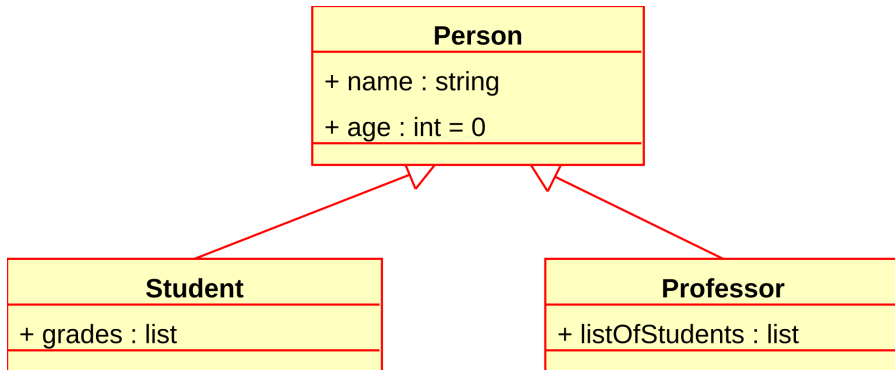 Person
+ name : string
+ age : int = 0
Student
+ grades : list
Professor
+ listOfStudents : list